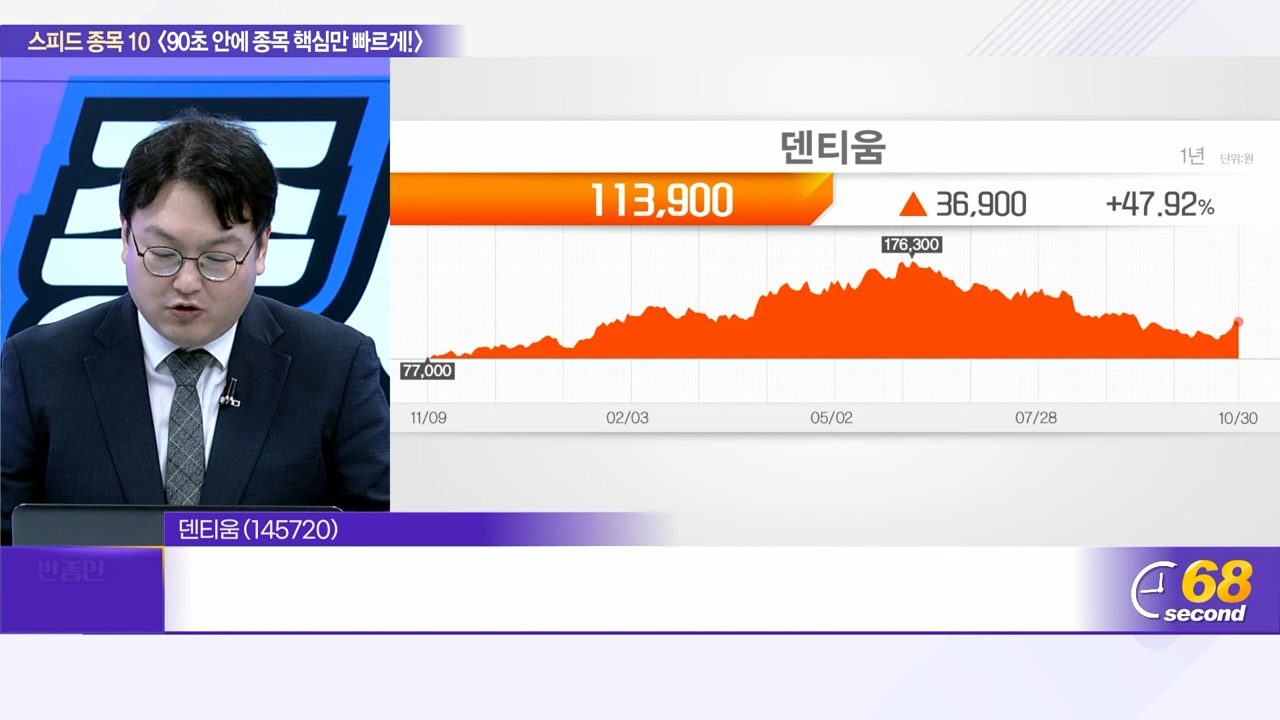 스피드 종목 10 〈90초 안에 종목 핵심만 빠르게!〉
덴티움
1년 단위:원
113,900 ▲ 36,900 +47.92%
176,300
77,000
11/09 02/03 05/02 07/28 10/30
덴티움(145720)
68
second